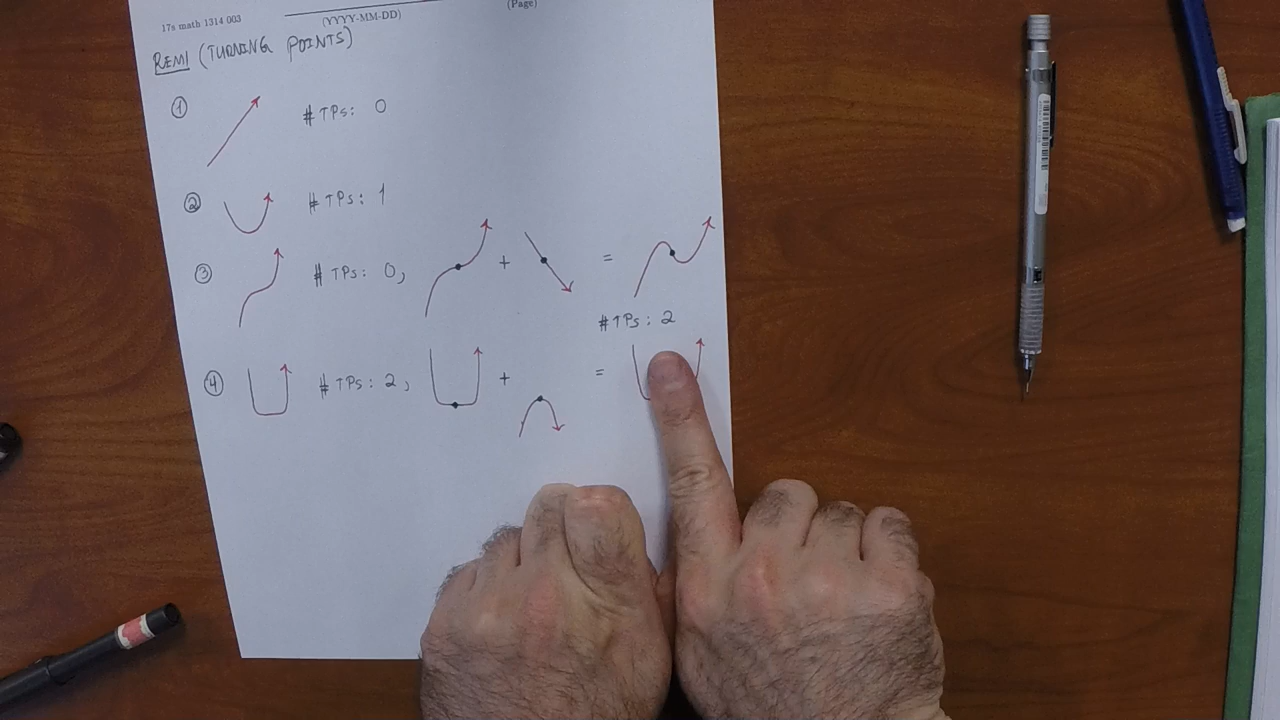 17s math 1314 003
(YYYY-MM-DD)
(Page)
REM1 (TURNING POINTS)
① # TPs: 0
② # TPs: 1
③ # TPs: 0, + =
# TPs: 2
④ # TPs: 2, + =